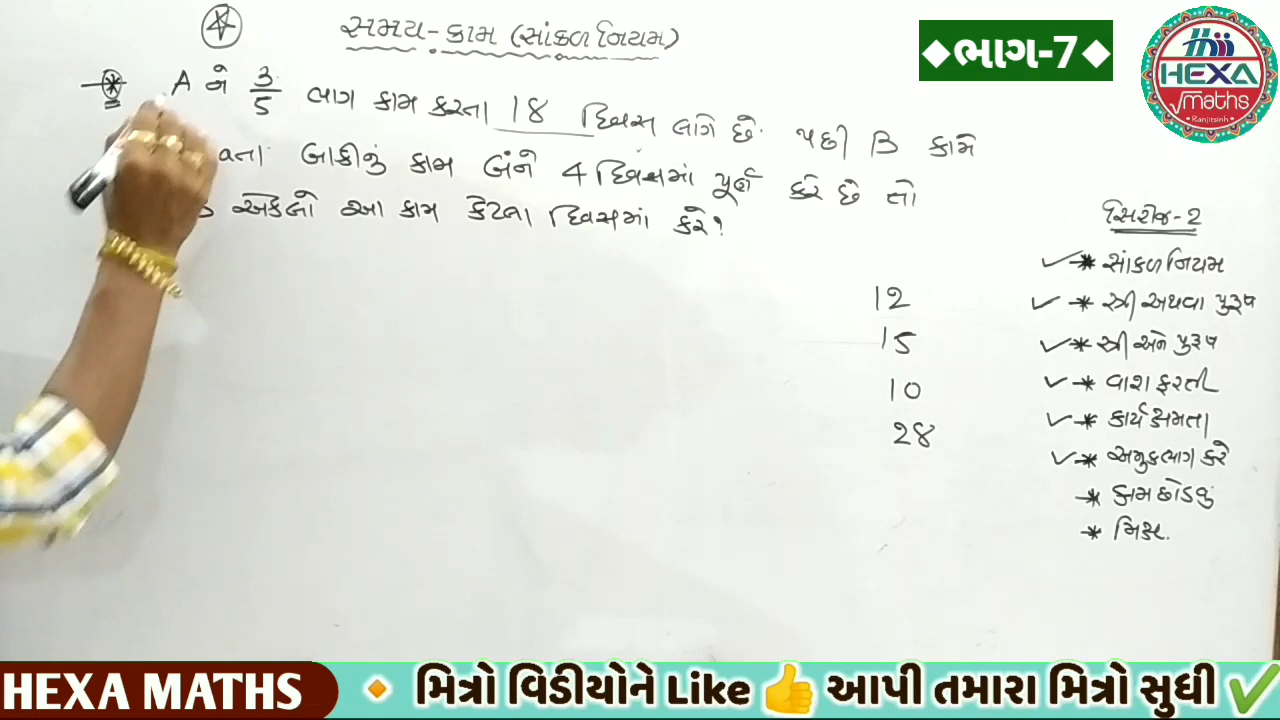 સમય-કામ (સાંકળ નિયમ)
◆ભાગ-7◆
HEXA
√maths
Ranjitsinh
A ને 3/5 ભાગ કામ કરતા 18 દિવસ લાગે છે. પછી B કામે
બાકીનું કામ બંને 4 દિવસમાં પૂર્ણ કરે છે તો
એકલો આ કામ કેટલા દિવસમાં કરે?
12
15
10
28
સિરીજ-2
✓* સાંકળ નિયમ
✓* સ્ત્રી અથવા પુરૂષ
✓* સ્ત્રી અને પુરૂષ
✓* વારા ફરતી
✓* કાર્યક્ષમતા
✓* અમુક ભાગ કરે
* કામ છોડવું
* મિક્સ.
HEXA MATHS 🔸 મિત્રો વિડીયોને Like 👍 આપી તમારા મિત્રો સુધી ✅